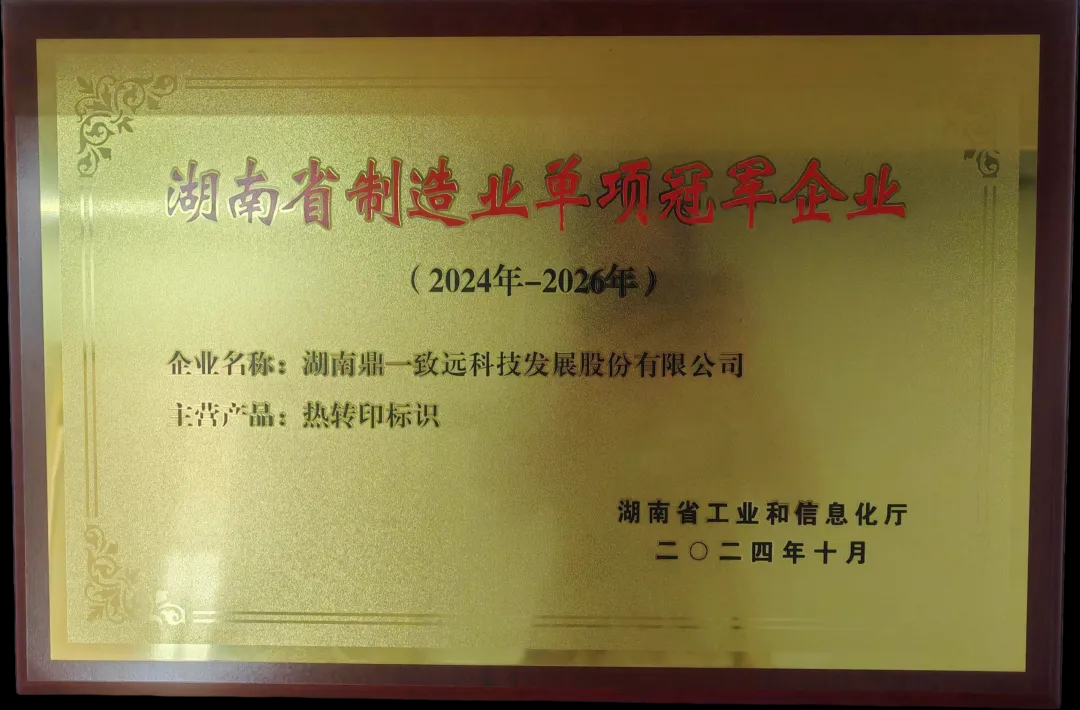 湖南省制造业单项冠军企业
（2024年-2026年）
企业名称：湖南鼎一致远科技发展股份有限公司
主营产品：热转印标识
湖南省工业和信息化厅
二〇二四年十月